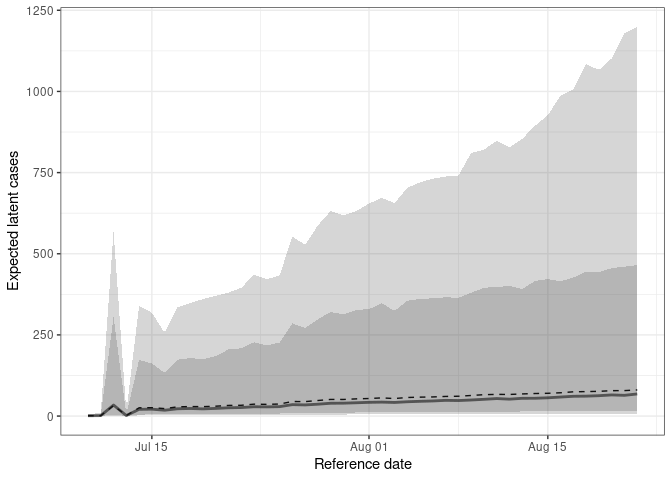 1250
1000
750
500
250
0
Expected latent cases
Jul 15
Aug 01
Aug 15
Reference date